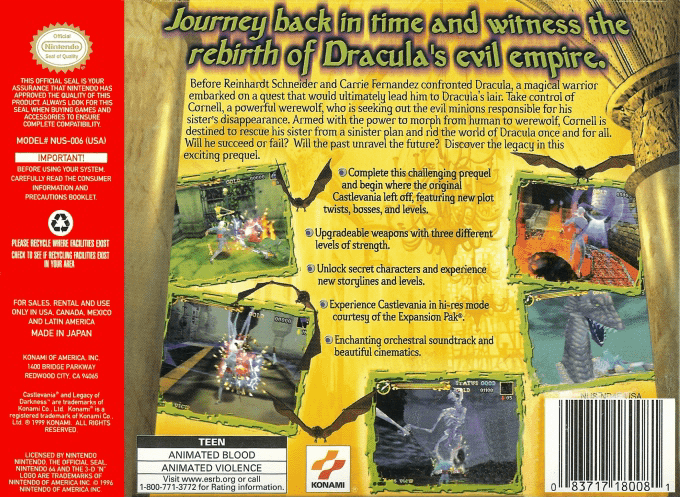 Official
Nintendo
Seal of Quality
THIS OFFICIAL SEAL IS YOUR
ASSURANCE THAT NINTENDO HAS
APPROVED THE QUALITY OF THIS
PRODUCT. ALWAYS LOOK FOR THIS
SEAL WHEN BUYING GAMES AND
ACCESSORIES TO ENSURE
COMPLETE COMPATIBILITY.
MODEL# NUS-006 (USA)
IMPORTANT!
BEFORE USING YOUR SYSTEM,
CAREFULLY READ THE CONSUMER
INFORMATION AND
PRECAUTIONS BOOKLET.
PLEASE RECYCLE WHERE FACILITIES EXIST
CHECK TO SEE IF RECYCLING FACILITIES EXIST
IN YOUR AREA
FOR SALES, RENTAL AND USE
ONLY IN USA, CANADA, MEXICO
AND LATIN AMERICA
MADE IN JAPAN
KONAMI OF AMERICA, INC.
1400 BRIDGE PARKWAY
REDWOOD CITY, CA 94065
Castlevania® and Legacy of
Darkness™ are trademarks of
Konami Co., Ltd. Konami® is a
registered trademark of Konami Co.,
Ltd. © 1999 KONAMI. ALL RIGHTS
RESERVED.
LICENSED BY NINTENDO
NINTENDO, THE OFFICIAL SEAL,
NINTENDO 64 AND THE 3-D "N"
LOGO ARE TRADEMARKS OF
NINTENDO OF AMERICA INC. © 1996
NINTENDO OF AMERICA INC.
Journey back in time and witness the
rebirth of Dracula's evil empire.
Before Reinhardt Schneider and Carrie Fernandez confronted Dracula, a magical warrior
embarked on a quest that would ultimately lead him to Dracula's lair. Take control of
Cornell, a powerful werewolf, who is seeking out the evil minions responsible for his
sister's disappearance. Armed with the power to morph from human to werewolf, Cornell is
destined to rescue his sister from a sinister plan and rid the world of Dracula once and for all.
Will he succeed or fail? Will the past unravel the future? Discover the legacy in this
exciting prequel.
Complete this challenging prequel
and begin where the original
Castlevania left off, featuring new plot
twists, bosses, and levels.
Upgradeable weapons with three different
levels of strength.
Unlock secret characters and experience
new storylines and levels.
Experience Castlevania in hi-res mode
courtesy of the Expansion Pak®.
Enchanting orchestral soundtrack and
beautiful cinematics.
STATUS GOOD
GOLD
TEEN
ANIMATED BLOOD
ANIMATED VIOLENCE
Visit www.esrb.org or call
1-800-771-3772 for Rating information.
KONAMI
0 83717 18008 1